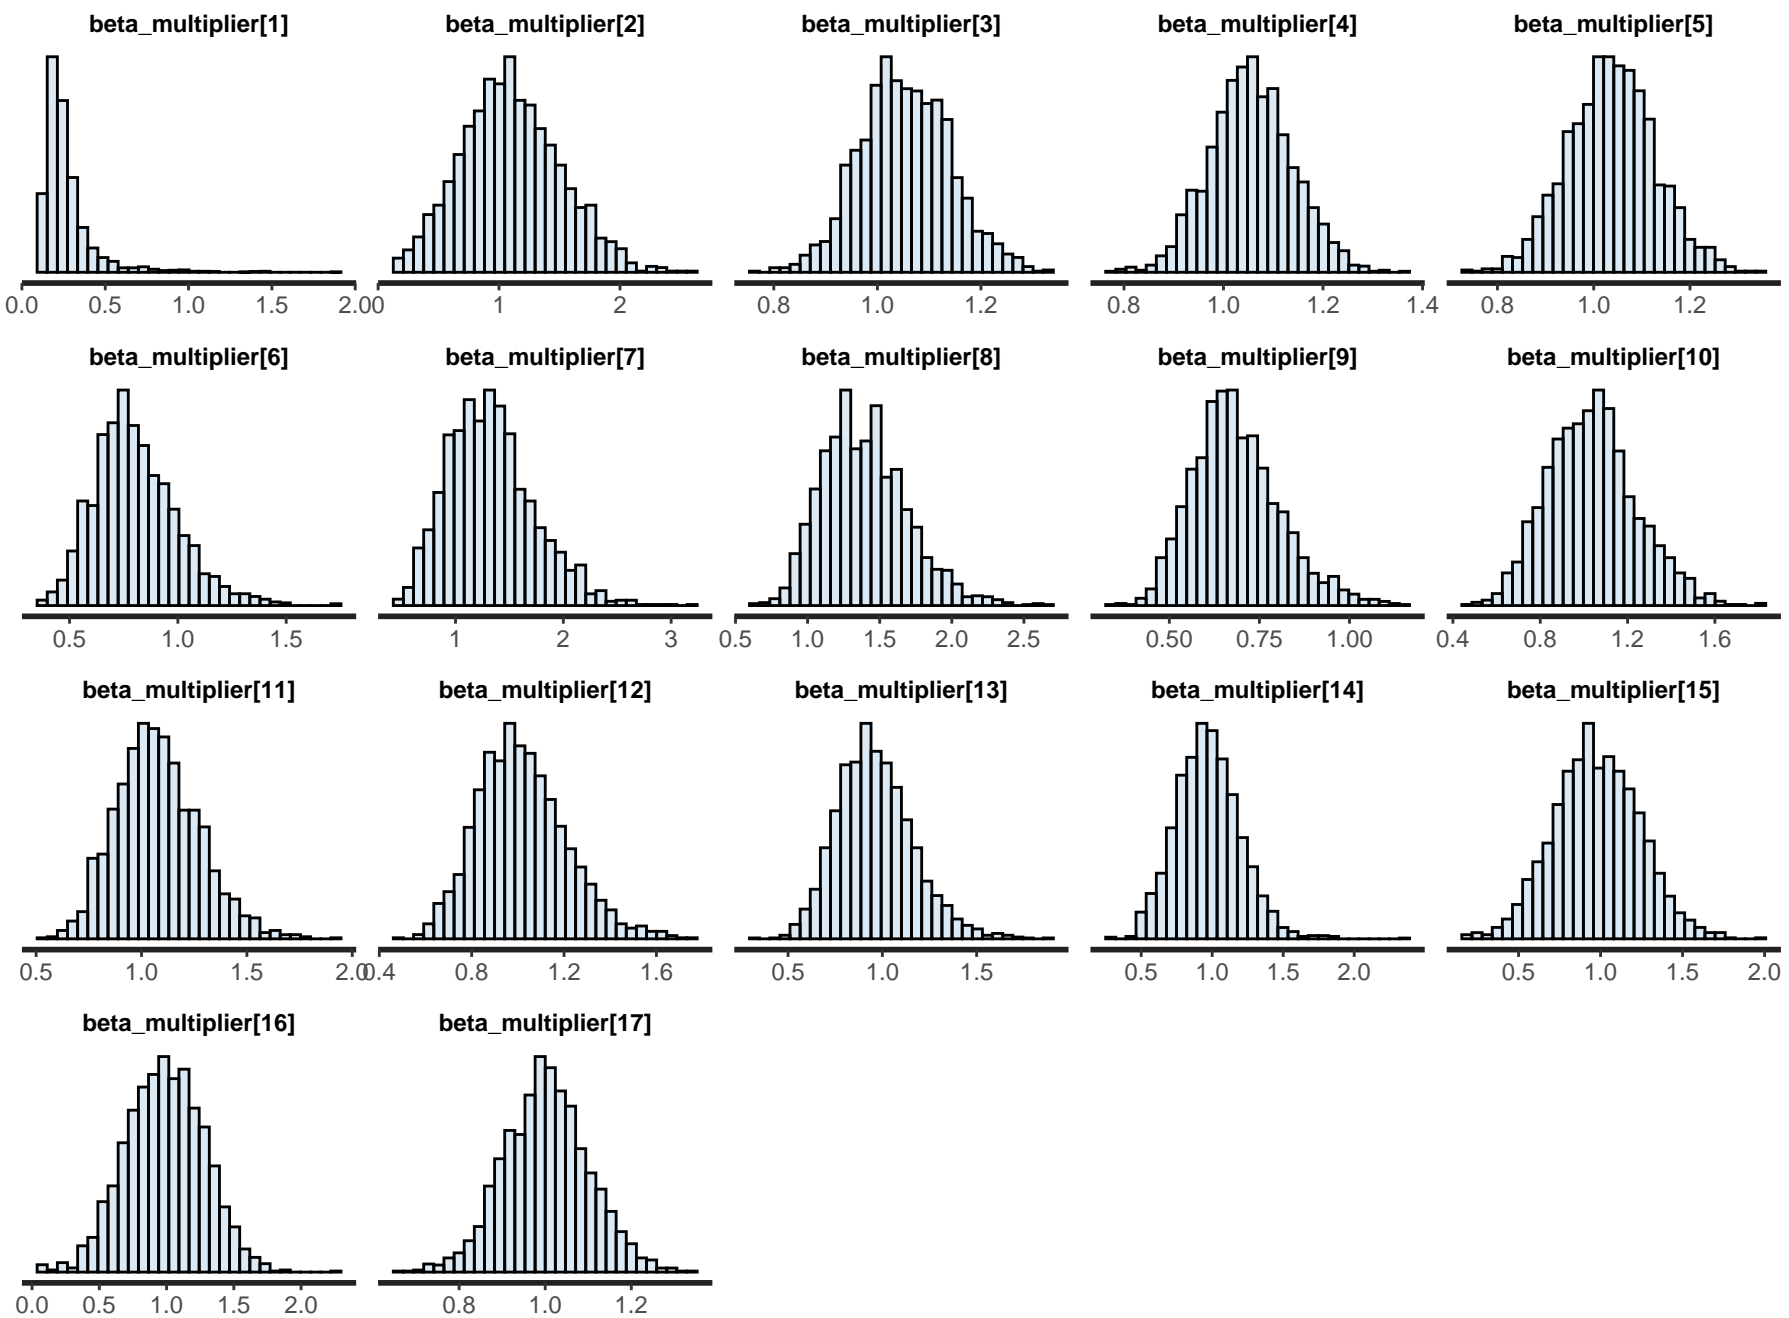 beta_multiplier[1] beta_multiplier[2] beta_multiplier[3] beta_multiplier[4] beta_multiplier[5]
0.0 0.5 1.0 1.5 2.0 0 1 2 0.8 1.0 1.2 0.8 1.0 1.2 1.4 0.8 1.0 1.2
beta_multiplier[6] beta_multiplier[7] beta_multiplier[8] beta_multiplier[9] beta_multiplier[10]
0.5 1.0 1.5 1 2 3 0.5 1.0 1.5 2.0 2.5 0.50 0.75 1.00 0.4 0.8 1.2 1.6
beta_multiplier[11] beta_multiplier[12] beta_multiplier[13] beta_multiplier[14] beta_multiplier[15]
0.5 1.0 1.5 2.0 0.4 0.8 1.2 1.6 0.5 1.0 1.5 0.5 1.0 1.5 2.0 0.5 1.0 1.5 2.0
beta_multiplier[16] beta_multiplier[17]
0.0 0.5 1.0 1.5 2.0 0.8 1.0 1.2